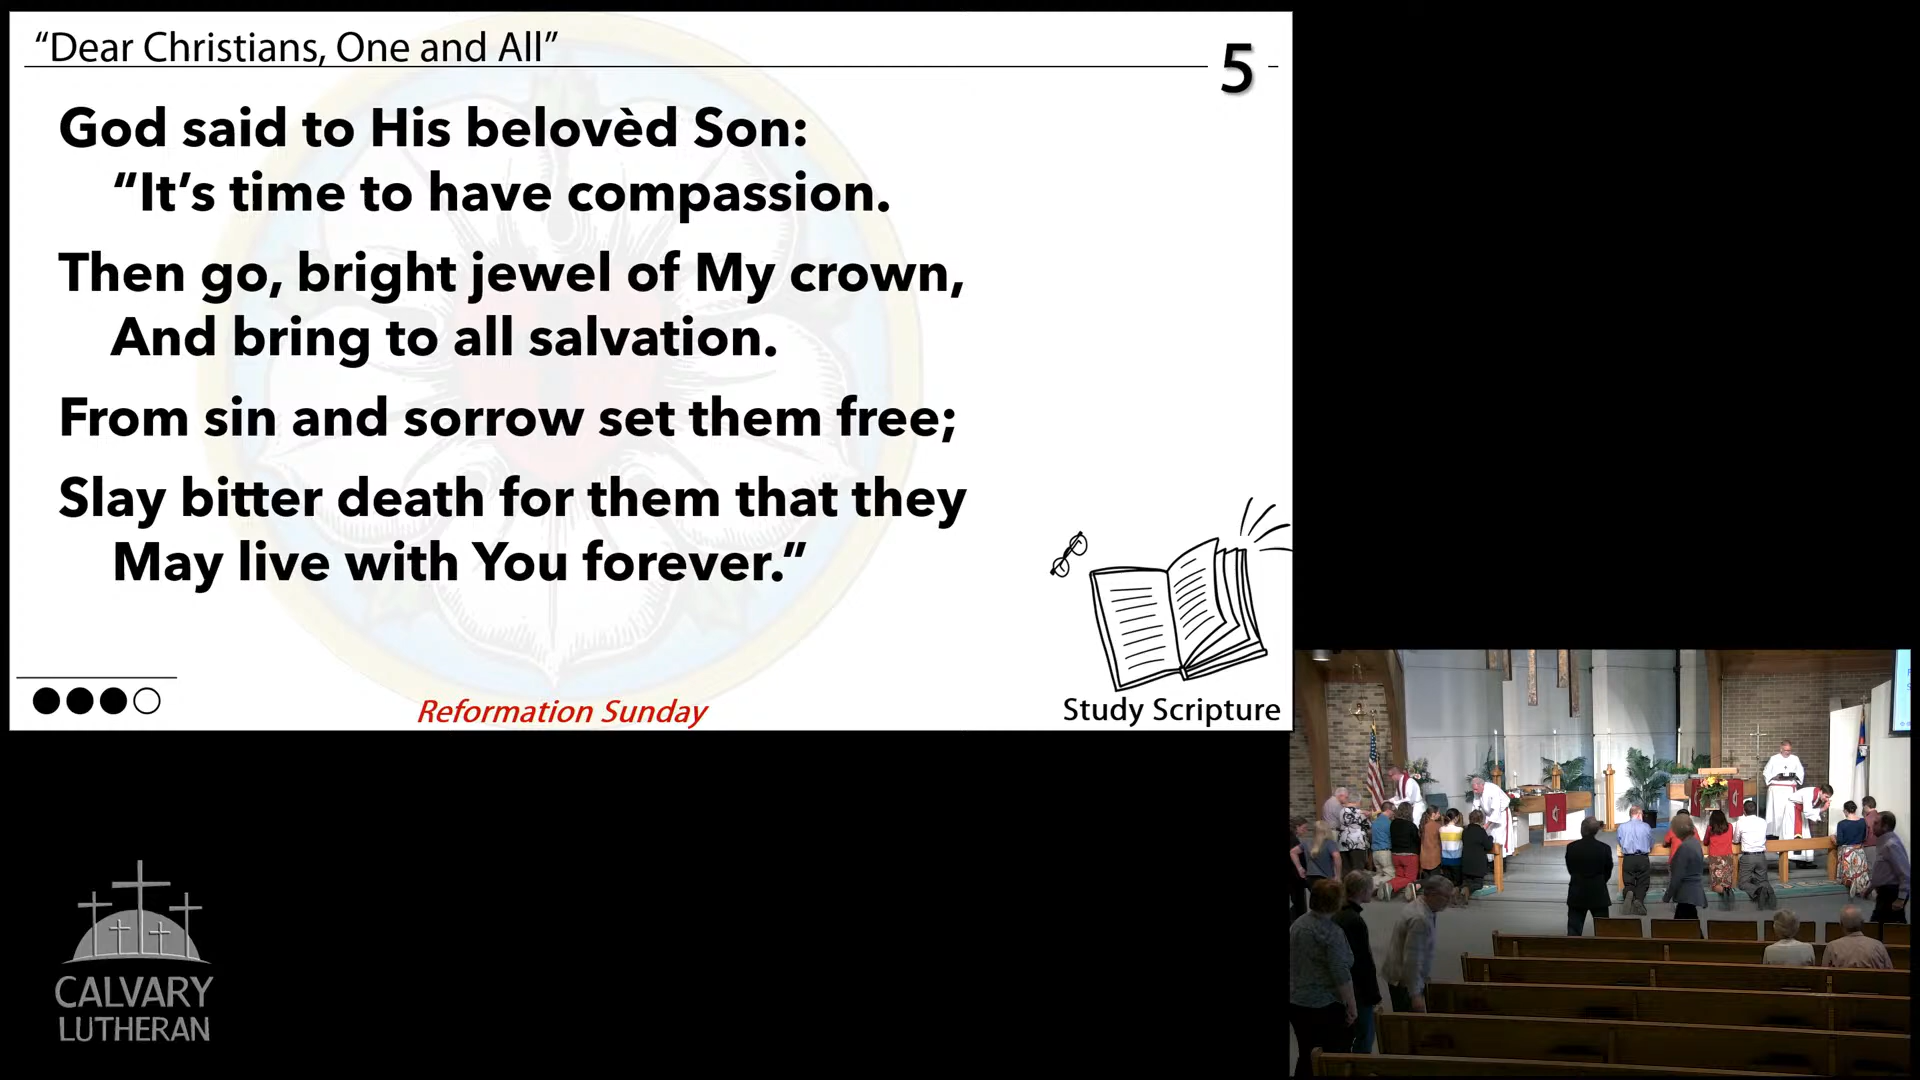 “Dear Christians, One and All”
5
God said to His belovèd Son:
“It’s time to have compassion.
Then go, bright jewel of My crown,
And bring to all salvation.
From sin and sorrow set them free;
Slay bitter death for them that they
May live with You forever.”
Reformation Sunday
Study Scripture
CALVARY
LUTHERAN